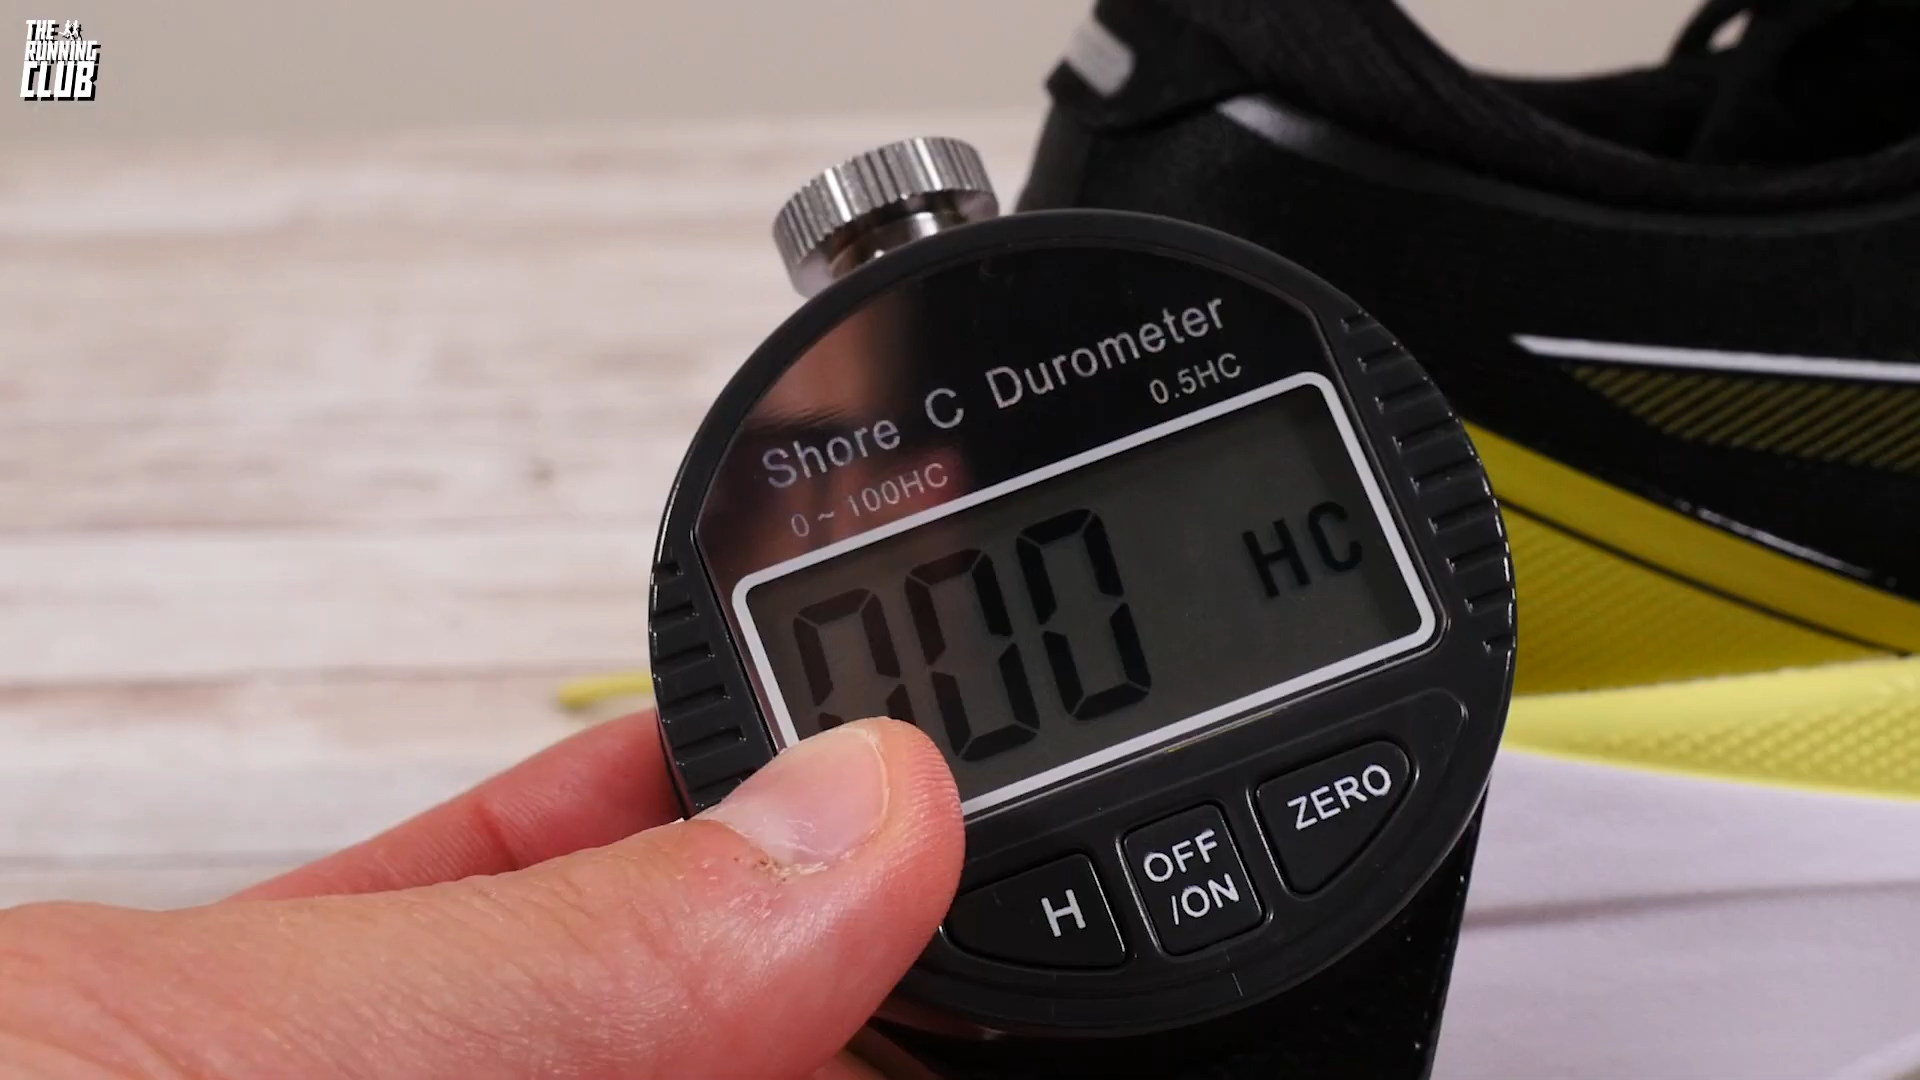 THE
RUNNING
CLUB
Shore C Durometer
0.5HC
0 ~ 100HC
000 HC
H
OFF
/ON
ZERO